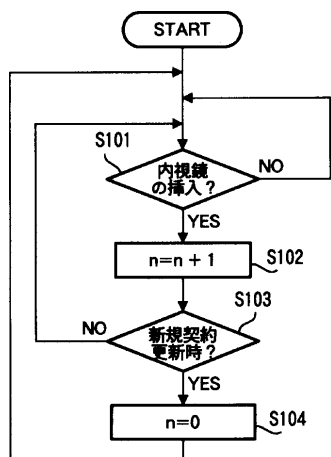 START
S101
内視鏡
の挿入?
NO
YES
n=n + 1
S102
S103
NO
新規契約
更新時?
YES
n=0
S104